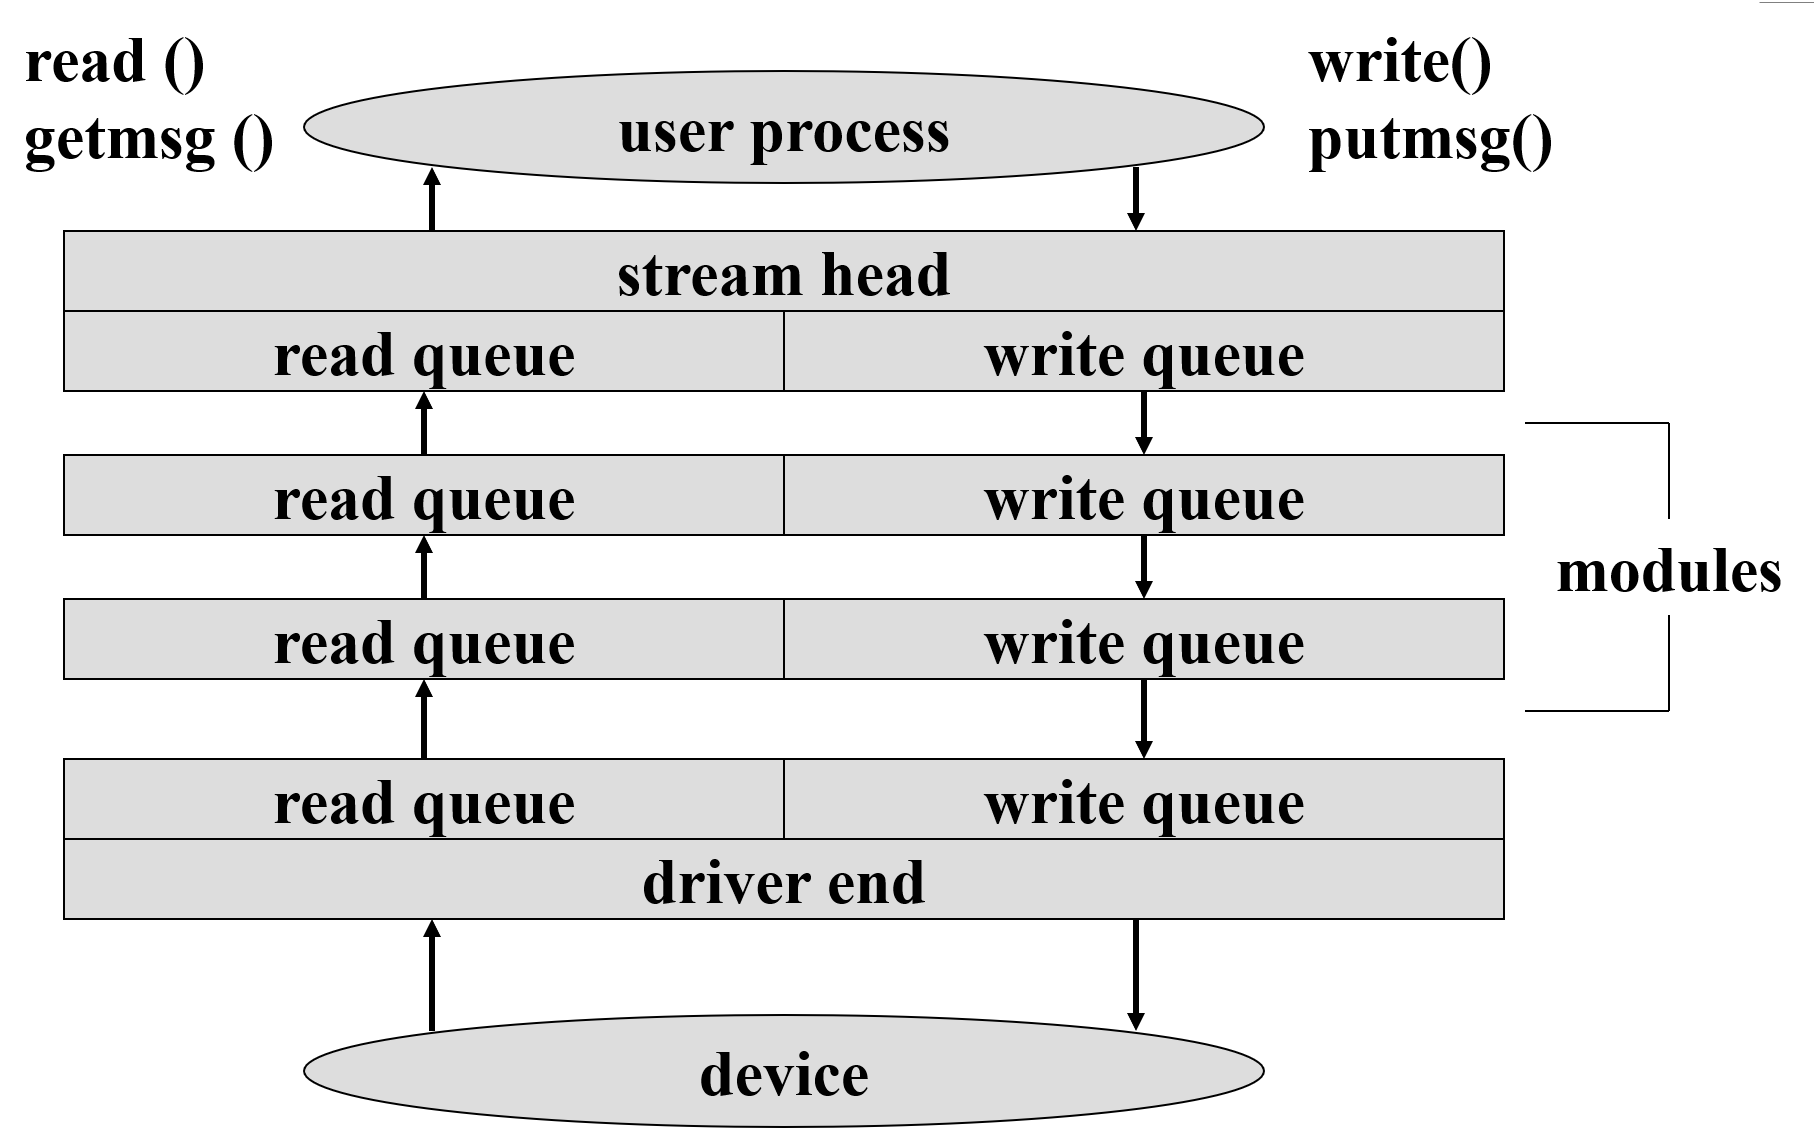 read ()
getmsg ()
user process
write()
putmsg()
stream head
read queue
write queue
read queue
write queue
modules
read queue
write queue
read queue
write queue
driver end
device